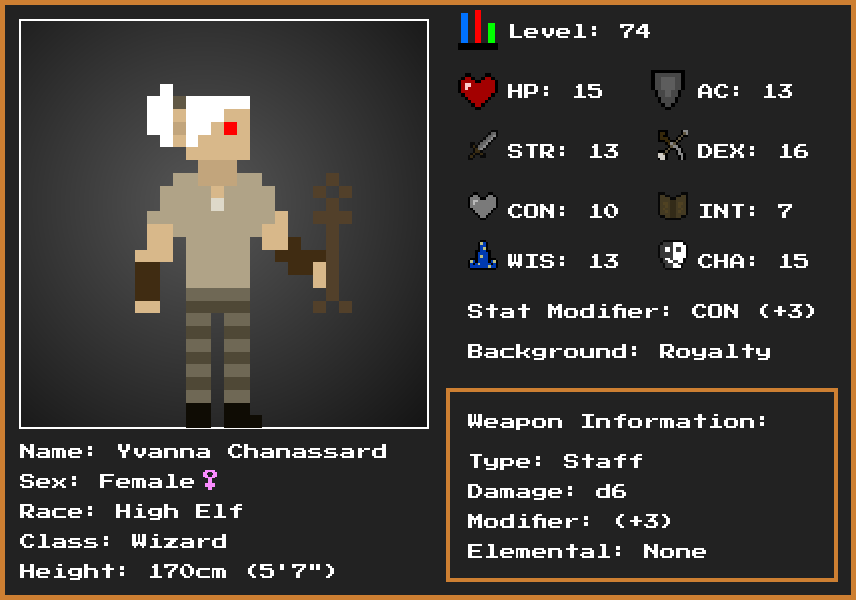 Level: 74
HP: 15 AC: 13
STR: 13 DEX: 16
CON: 10 INT: 7
WIS: 13 CHA: 15
Stat Modifier: CON (+3)
Background: Royalty
Weapon Information:
Type: Staff
Damage: d6
Modifier: (+3)
Elemental: None
Name: Yvanna Chanassard
Sex: Female♀
Race: High Elf
Class: Wizard
Height: 170cm (5'7")